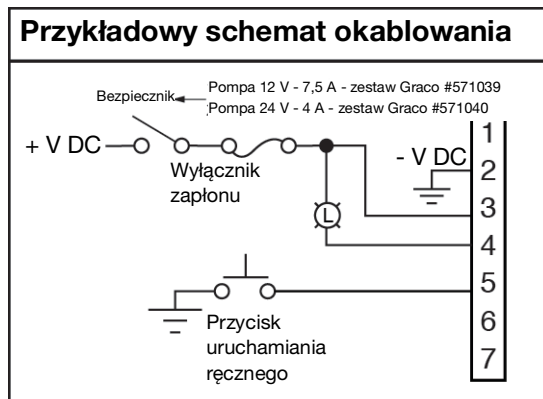 Przykładowy schemat okablowania
Pompa 12 V - 7,5 A - zestaw Graco #571039
Bezpiecznik
Pompa 24 V - 4 A - zestaw Graco #571040
+ V DC
Wyłącznik
zapłonu
- V DC
1
2
3
L
4
5
6
7
Przycisk
uruchamiania
ręcznego